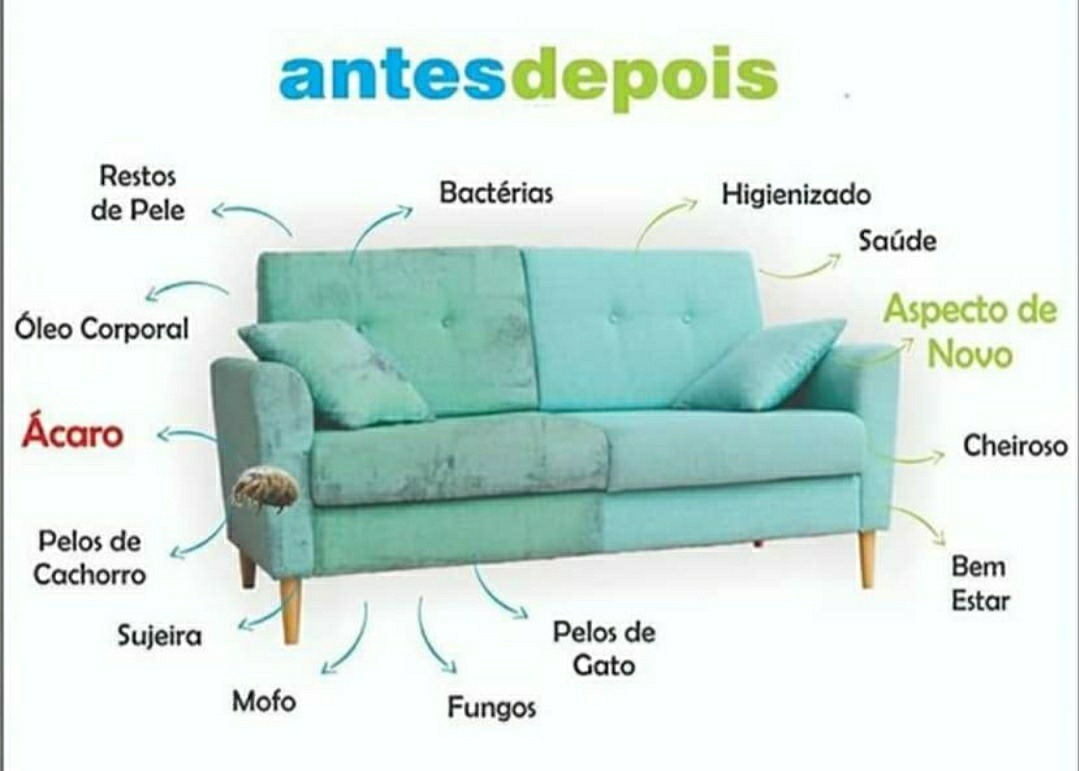 antesdepois
Restos
de Pele
Bactérias
Higienizado
Saúde
Óleo Corporal
Aspecto de
Novo
Ácaro
Cheiroso
Pelos de
Cachorro
Bem
Estar
Sujeira
Pelos de
Gato
Mofo
Fungos